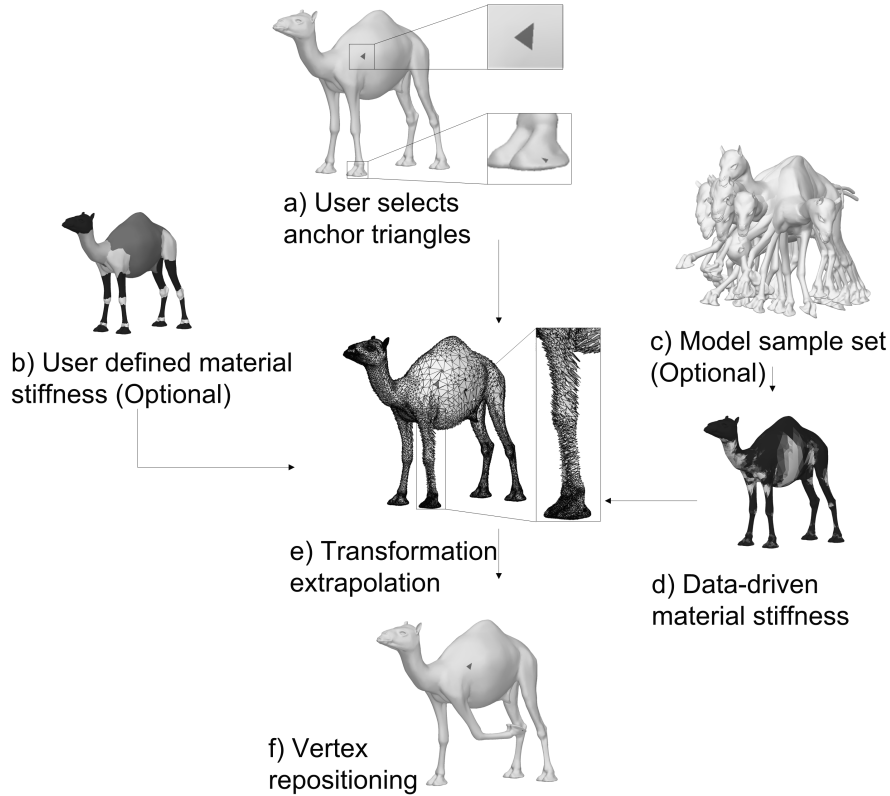 a) User selects
anchor triangles
b) User defined material
stiffness (Optional)
c) Model sample set
(Optional)
d) Data-driven
material stiffness
e) Transformation
extrapolation
f) Vertex
repositioning